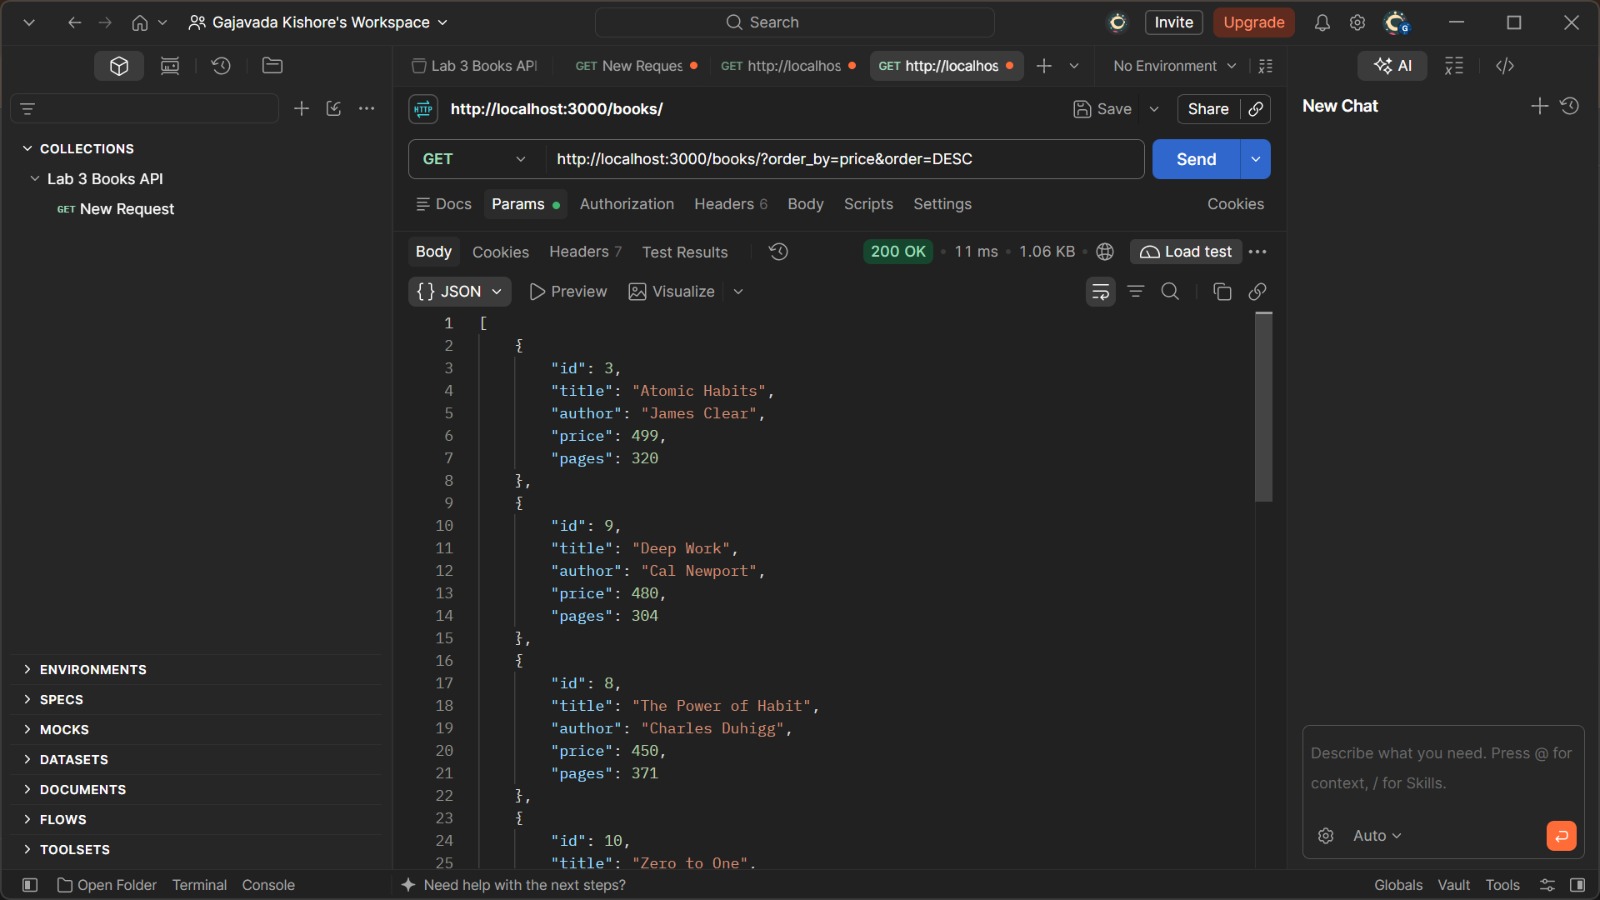 Gajavada Kishore's Workspace
Search
Invite
Upgrade
Lab 3 Books API
GET New Reques
GET http://localhos
GET http://localhos
No Environment
AI
HTTP
http://localhost:3000/books/
Save
Share
New Chat
COLLECTIONS
Lab 3 Books API
GET New Request
GET
http://localhost:3000/books/?order_by=price&order=DESC
Send
Docs
Params
Authorization
Headers 6
Body
Scripts
Settings
Cookies
Body
Cookies
Headers 7
Test Results
200 OK
11 ms
1.06 KB
Load test
{} JSON
Preview
Visualize
1 [
2 {
3 "id": 3,
4 "title": "Atomic Habits",
5 "author": "James Clear",
6 "price": 499,
7 "pages": 320
8 },
9 {
10 "id": 9,
11 "title": "Deep Work",
12 "author": "Cal Newport",
13 "price": 480,
14 "pages": 304
15 },
16 {
17 "id": 8,
18 "title": "The Power of Habit",
19 "author": "Charles Duhigg",
20 "price": 450,
21 "pages": 371
22 },
23 {
24 "id": 10,
25 "title": "Zero to One",
ENVIRONMENTS
SPECS
MOCKS
DATASETS
DOCUMENTS
FLOWS
TOOLSETS
Describe what you need. Press @ for
context, / for Skills.
Auto
Open Folder
Terminal
Console
Need help with the next steps?
Globals
Vault
Tools